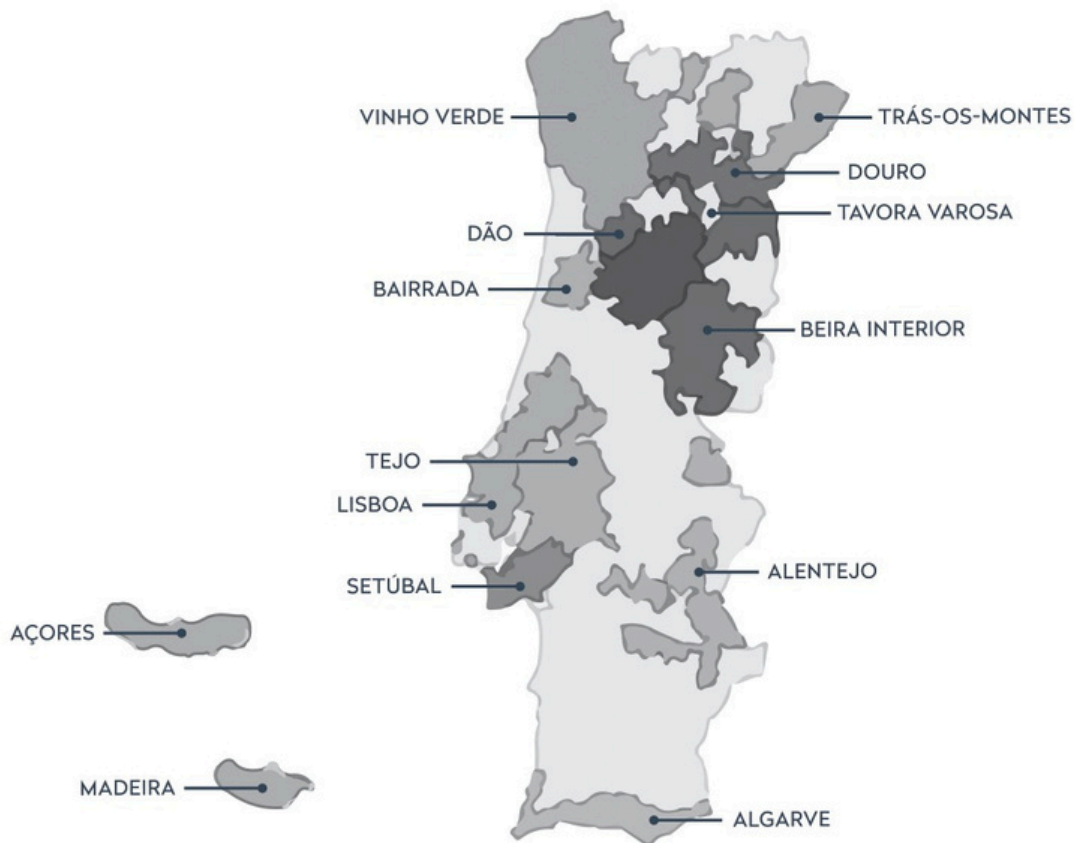 VINHO VERDE
TRÁS-OS-MONTES
DOURO
TAVORA VAROSA
DÃO
BAIRRADA
BEIRA INTERIOR
TEJO
LISBOA
ALENTEJO
SETÚBAL
AÇORES
MADEIRA
ALGARVE